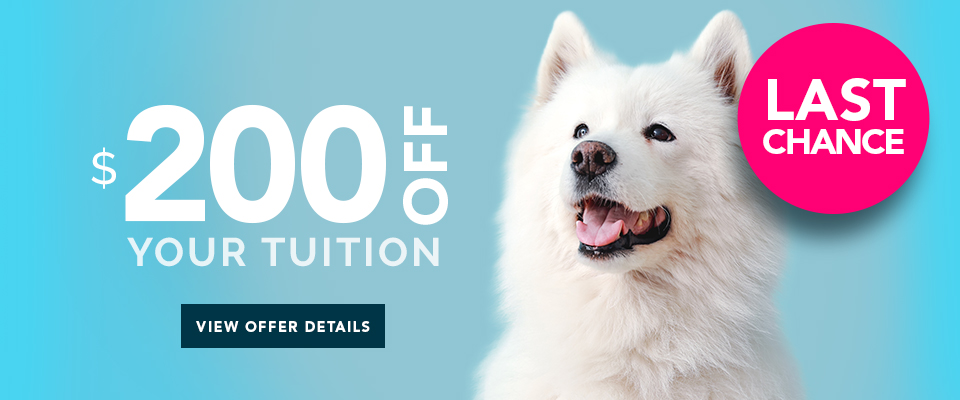 $200 OFF
YOUR TUITION
VIEW OFFER DETAILS
LAST
CHANCE